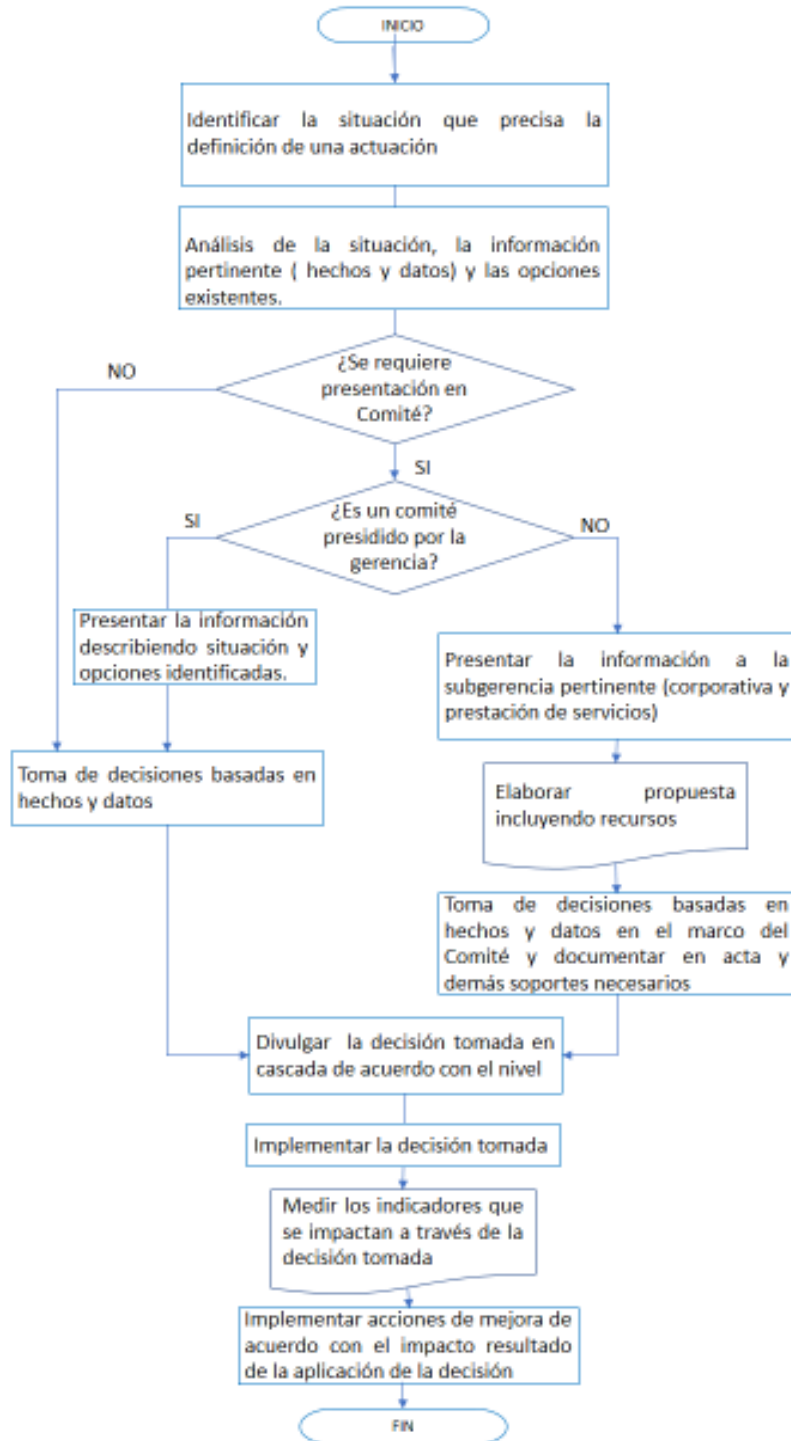 INICIO
Identificar la situación que precisa la
definición de una actuación
Análisis de la situación, la información
pertinente ( hechos y datos) y las opciones
existentes.
NO
¿Se requiere
presentación en
Comité?
SI
SI
¿Es un comité
presidido por la
gerencia?
NO
Presentar la información
describiendo situación y
opciones identificadas.
Presentar la información a la
subgerencia pertinente (corporativa y
prestación de servicios)
Toma de decisiones basadas en
hechos y datos
Elaborar propuesta
incluyendo recursos
Toma de decisiones basadas en
hechos y datos en el marco del
Comité y documentar en acta y
demás soportes necesarios
Divulgar la decisión tomada en
cascada de acuerdo con el nivel
Implementar la decisión tomada
Medir los indicadores que
se impactan a través de la
decisión tomada
Implementar acciones de mejora de
acuerdo con el impacto resultado
de la aplicación de la decisión
FIN